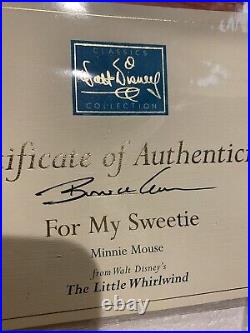 CLASSICS
Walt Disney
COLLECTION
ificate of Authentici
For My Sweetie
Minnie Mouse
from Walt Disney's
The Little Whirlwind